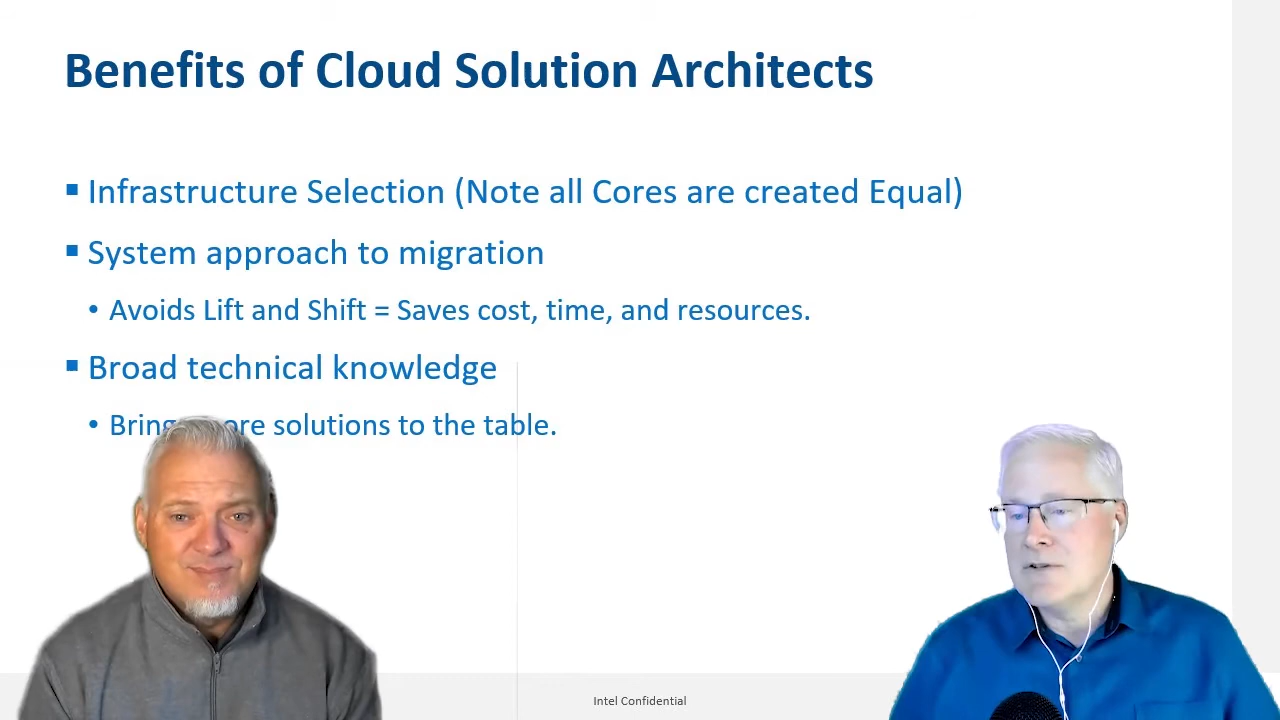 Benefits of Cloud Solution Architects
Infrastructure Selection (Note all Cores are created Equal)
System approach to migration
Avoids Lift and Shift = Saves cost, time, and resources.
Broad technical knowledge
solutions to the table.
Intel Confidential